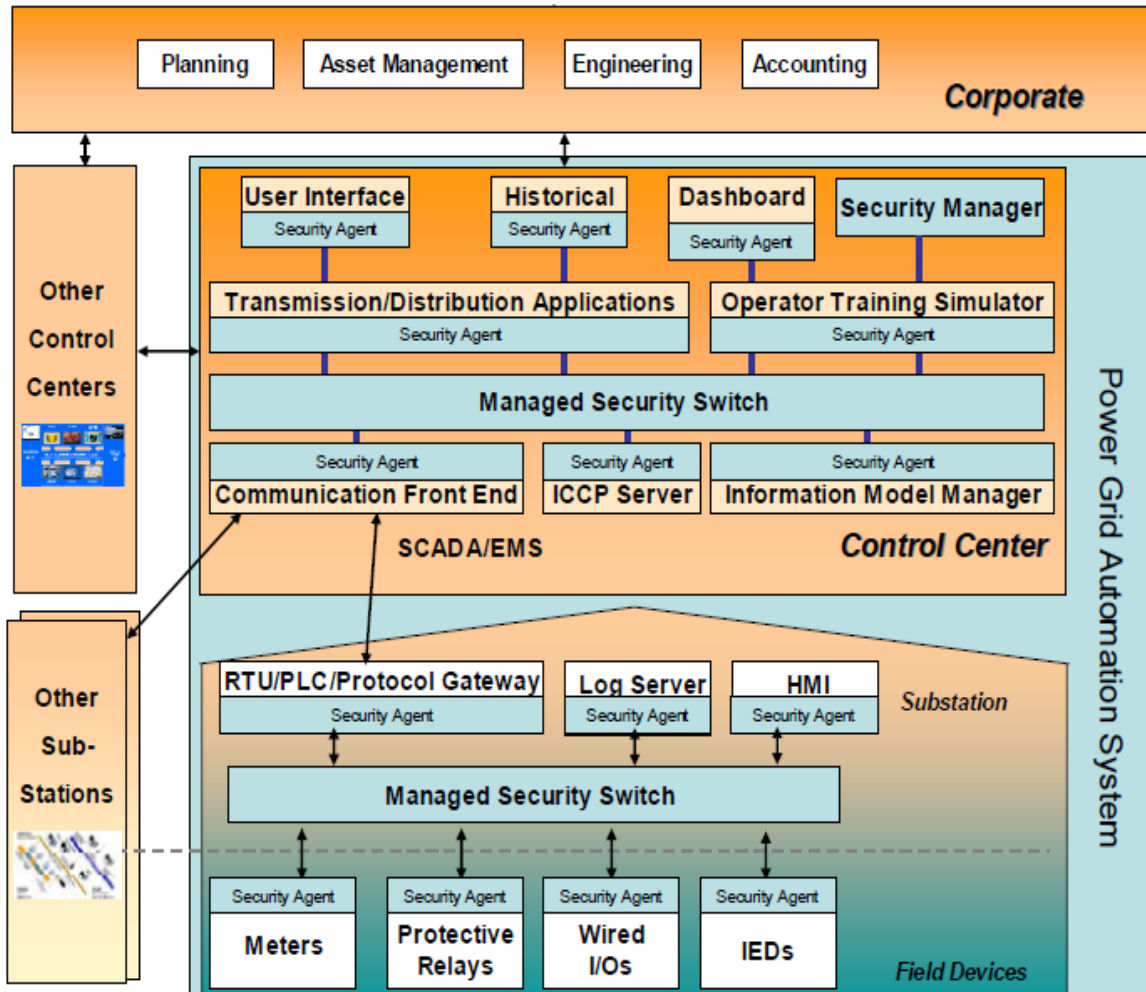 Planning
Asset Management
Engineering
Accounting
Corporate
Other
Control
Centers
User Interface
Security Agent
Historical
Security Agent
Dashboard
Security Agent
Security Manager
Transmission/Distribution Applications
Security Agent
Operator Training Simulator
Security Agent
Managed Security Switch
Security Agent
Communication Front End
Security Agent
ICCP Server
Security Agent
Information Model Manager
SCADA/EMS
Control Center
Power Grid Automation System
Other
Sub-
Stations
RTU/PLC/Protocol Gateway
Security Agent
Log Server
Security Agent
HMI
Security Agent
Substation
Managed Security Switch
Security Agent
Meters
Security Agent
Protective
Relays
Security Agent
Wired
I/Os
Security Agent
IEDs
Field Devices